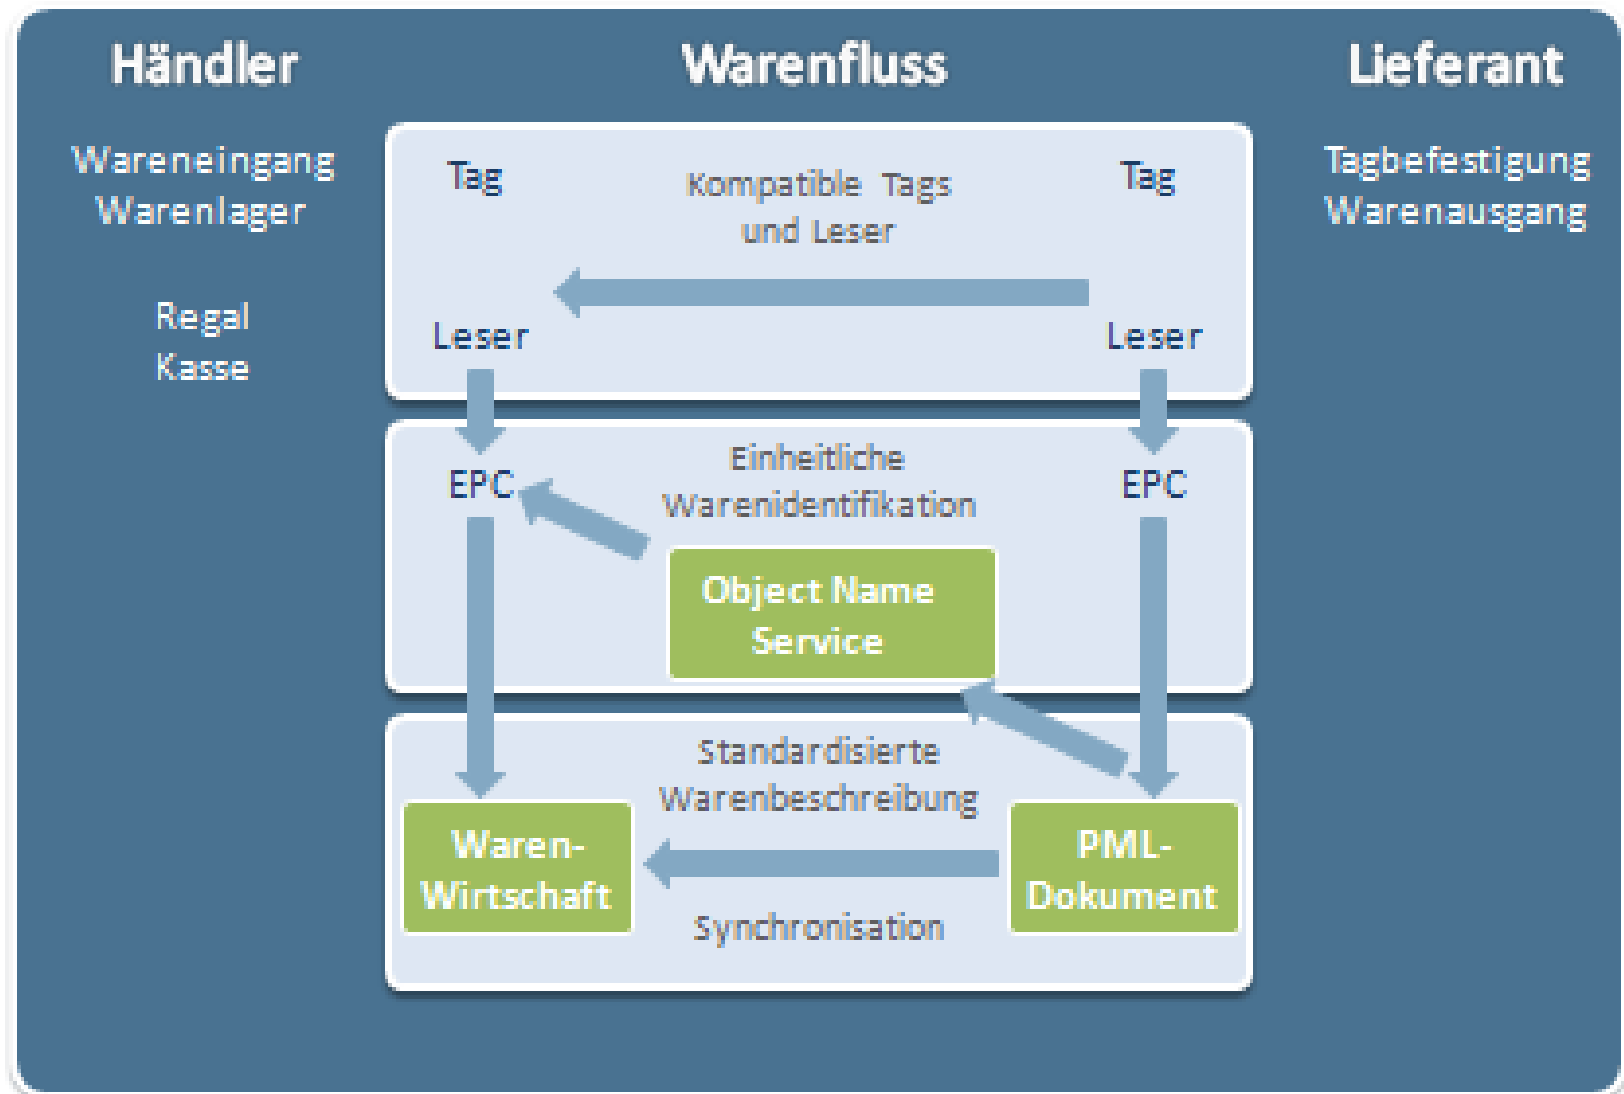 Händler
Warenfluss
Lieferant
Wareneingang
Warenlager
Regal
Kasse
Tagbefestigung
Warenausgang
Tag
Kompatible Tags
und Leser
Tag
Leser
Leser
EPC
Einheitliche
Warenidentifikation
EPC
Object Name
Service
Standardisierte
Warenbeschreibung
Waren-
Wirtschaft
PML-
Dokument
Synchronisation